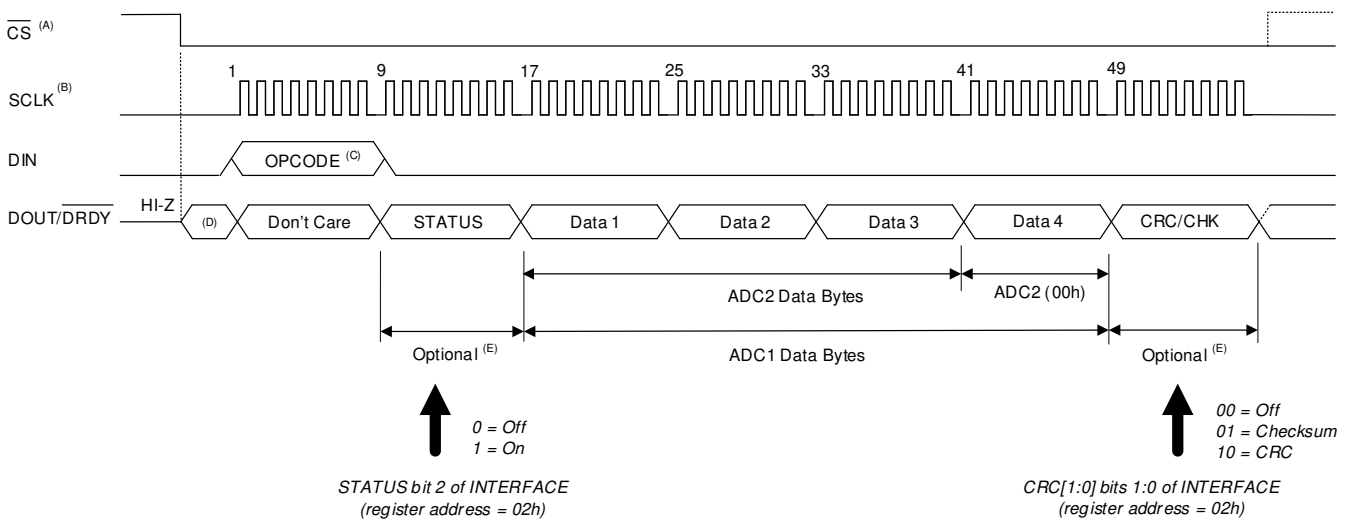 CS (A)
1 9 17 25 33 41 49
SCLK (B)
DIN OPCODE (C)
DOUT/DRDY HI-Z (D) Don't Care STATUS Data 1 Data 2 Data 3 Data 4 CRC/CHK
ADC2 Data Bytes ADC2 (00h)
Optional (E) ADC1 Data Bytes Optional (E)
0 = Off
1 = On
00 = Off
01 = Checksum
10 = CRC
STATUS bit 2 of INTERFACE
(register address = 02h)
CRC[1:0] bits 1:0 of INTERFACE
(register address = 02h)